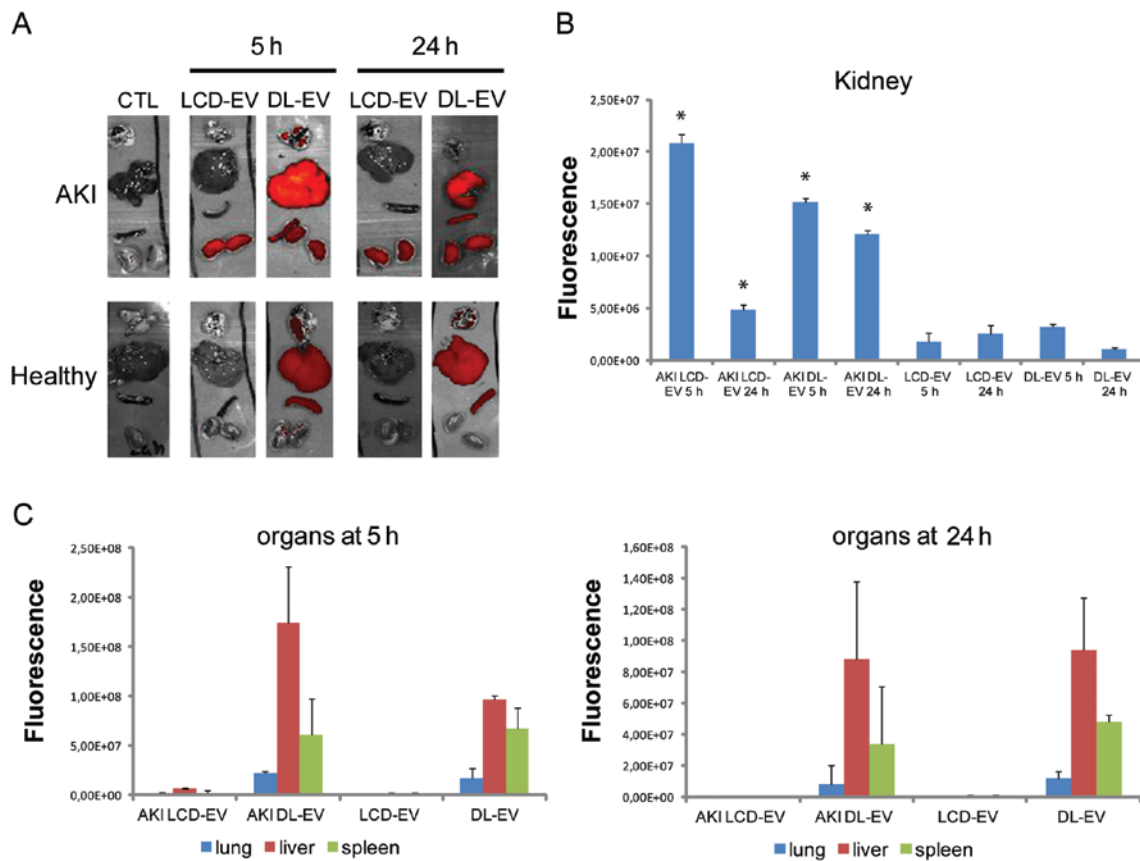 A
5 h
24 h
CTL
LCD-EV
DL-EV
LCD-EV
DL-EV
AKI
Healthy
B
Kidney
Fluorescence
2,50E+07
2,00E+07
1,50E+07
1,00E+07
5,00E+06
0,00E+00
*
*
*
*
AKI LCD-
EV 5 h
AKI LCD-
EV 24 h
AKI DL-
EV 5 h
AKI DL-
EV 24 h
LCD-EV
5 h
LCD-EV
24 h
DL-EV 5 h
DL-EV
24 h
C
organs at 5 h
Fluorescence
2,50E+08
2,00E+08
1,50E+08
1,00E+08
5,00E+07
0,00E+00
AKI LCD-EV
AKI DL-EV
LCD-EV
DL-EV
lung
liver
spleen
organs at 24 h
Fluorescence
1,60E+08
1,40E+08
1,20E+08
1,00E+08
8,00E+07
6,00E+07
4,00E+07
2,00E+07
0,00E+00
AKI LCD-EV
AKI DL-EV
LCD-EV
DL-EV
lung
liver
spleen